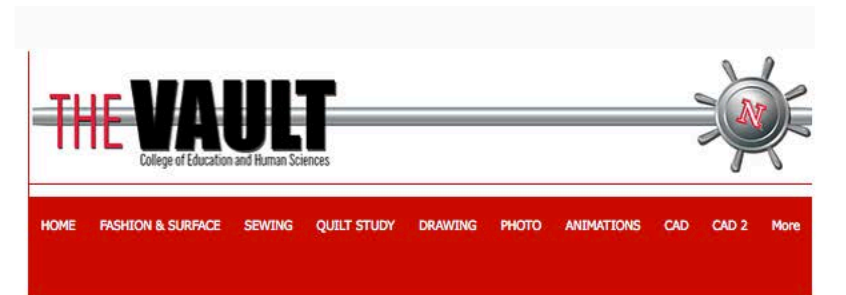 THE VAULT
College of Education and Human Sciences
N
HOME FASHION & SURFACE SEWING QUILT STUDY DRAWING PHOTO ANIMATIONS CAD CAD 2 More